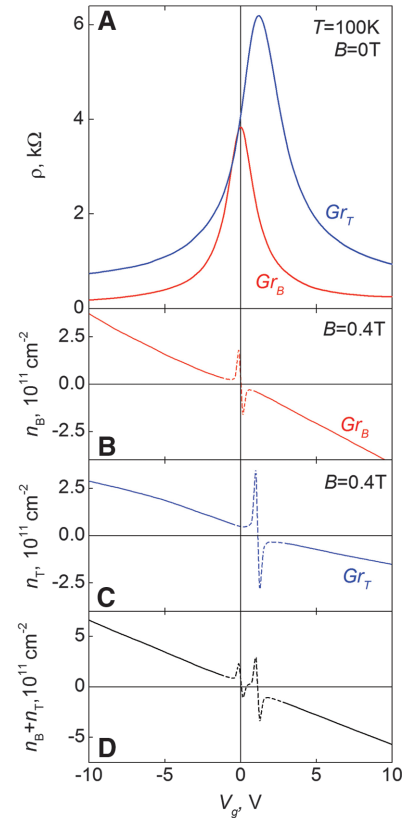 A
T=100K
B=0T
6
4
2
0
ρ, kΩ
Gr_T
Gr_B
B=0.4T
2.5
0.0
-2.5
n_B, 10^11 cm^-2
Gr_B
B
B=0.4T
2.5
0.0
-2.5
n_T, 10^11 cm^-2
Gr_T
C
5
0
-5
n_B+n_T,10^11 cm^-2
D
-10 -5 0 5 10
V_g, V